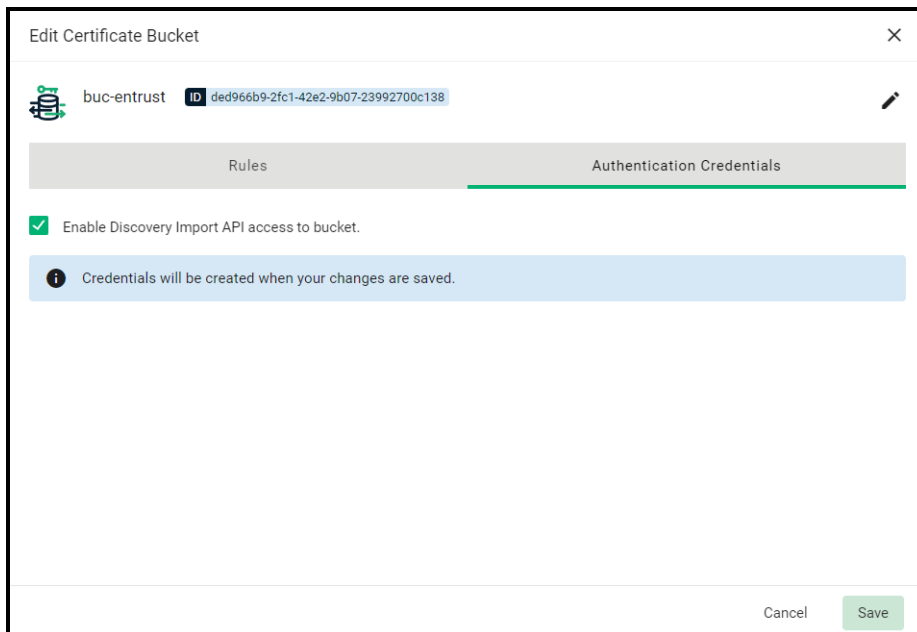 Edit Certificate Bucket
buc-entrust ID ded966b9-2fc1-42e2-9b07-23992700c138
Rules Authentication Credentials
Enable Discovery Import API access to bucket.
Credentials will be created when your changes are saved.
Cancel Save